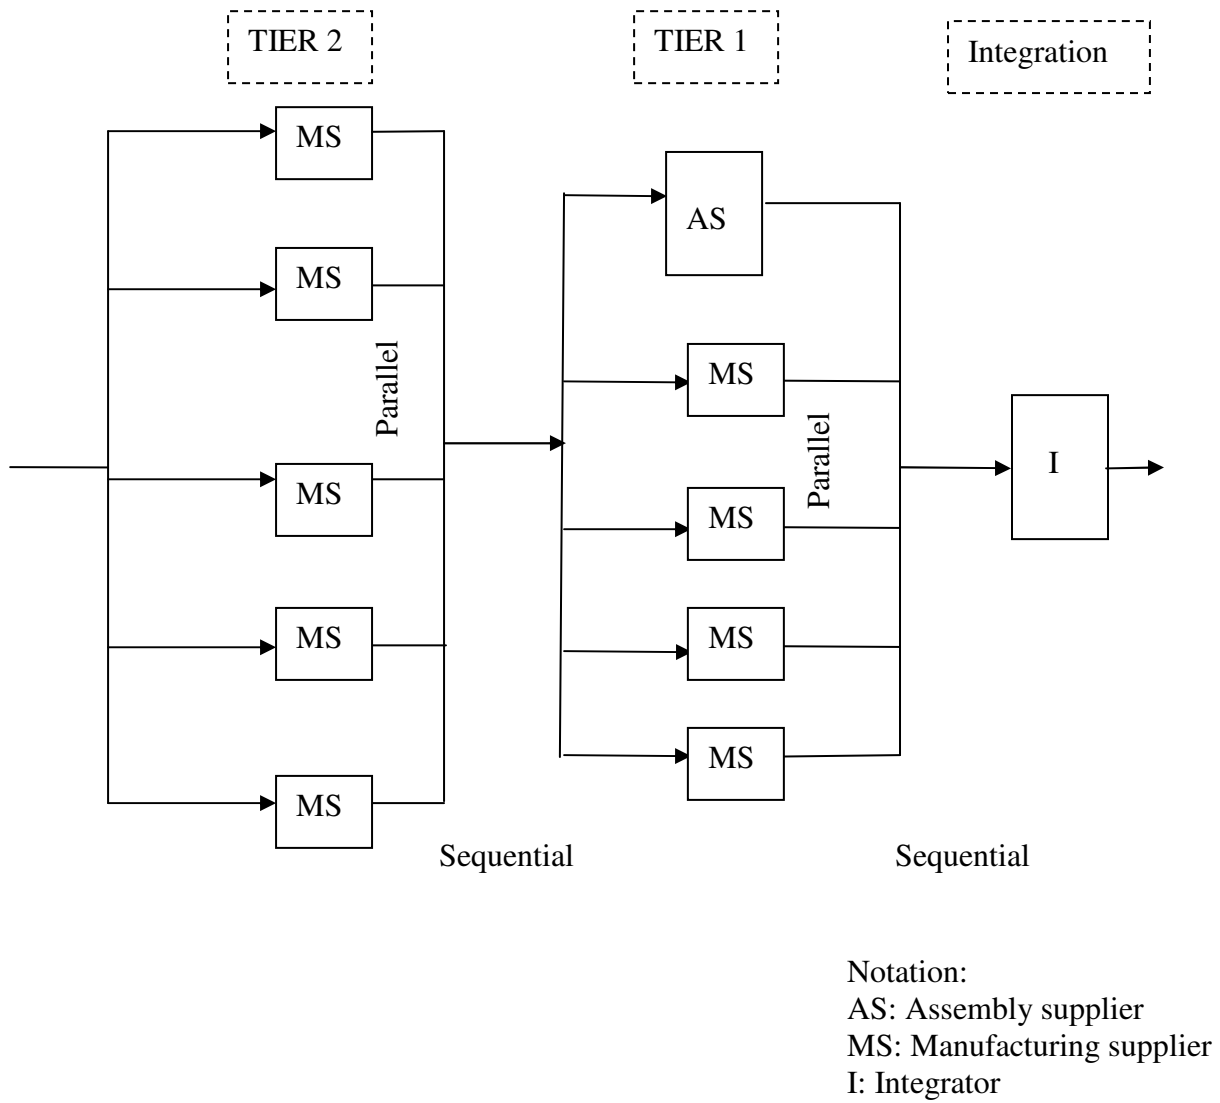 TIER 2
TIER 1
Integration
MS
MS
MS
MS
MS
Parallel
AS
MS
MS
MS
MS
Parallel
I
Sequential
Sequential
Notation:
AS: Assembly supplier
MS: Manufacturing supplier
I: Integrator